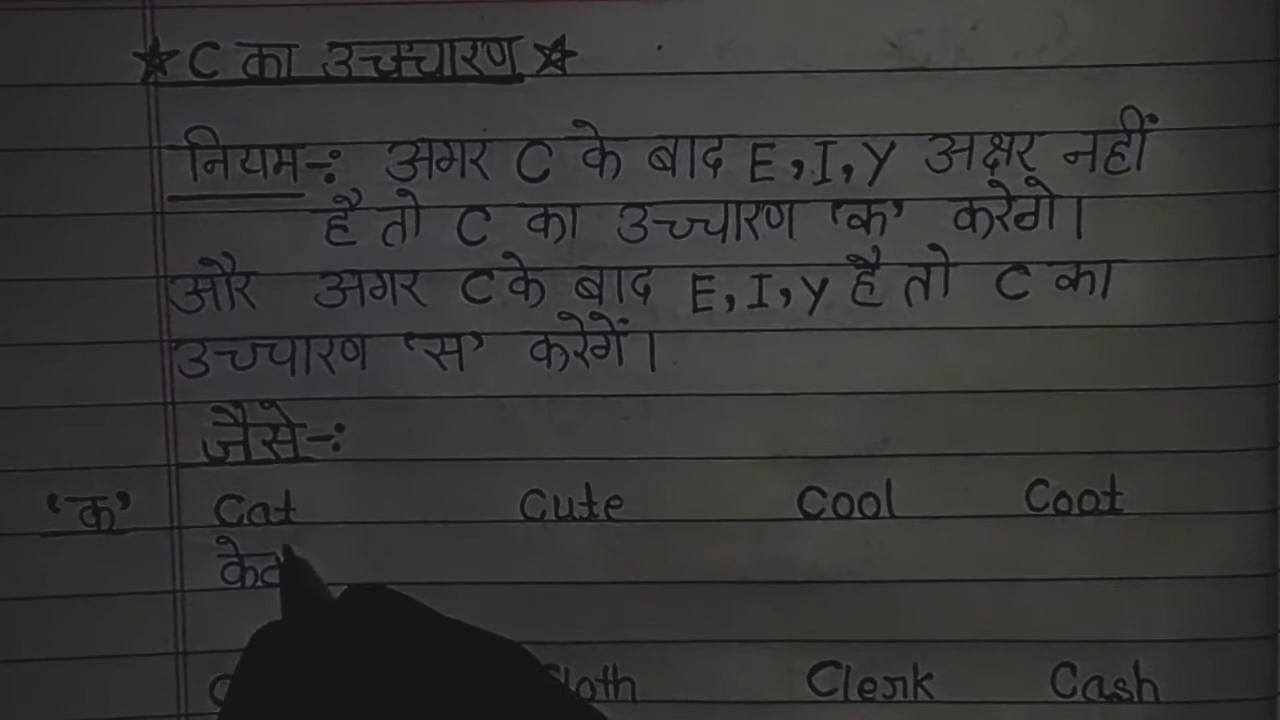 ☆ C का उच्चारण ☆
नियम-: अगर C के बाद E, I, Y अक्षर नहीं
है तो C का उच्चारण 'क' करेगे।
और अगर C के बाद E, I, Y है तो C का
उच्चारण 'स' करेगें।
जैसे-:
'क' Cat Cute Cool Coat
Clerk Cash